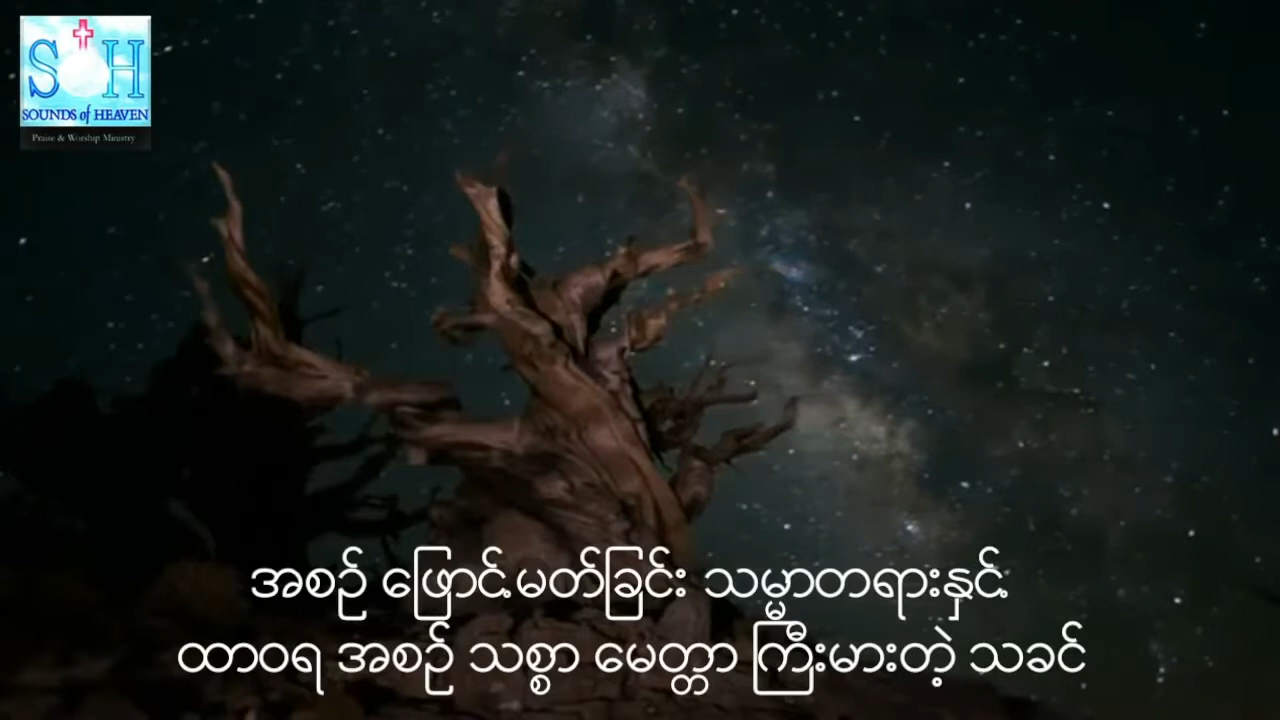 S H
SOUNDS of HEAVEN
Praise & Worship Ministry
အစဉ် ဖြောင့်မတ်ခြင်း သမ္မာတရားနှင့်
ထာဝရ အစဉ် သစ္စာ မေတ္တာ ကြီးမားတဲ့ သခင်